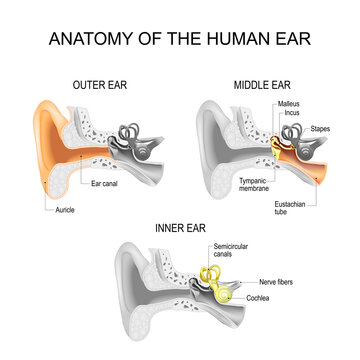 ANATOMY OF THE HUMAN EAR
OUTER EAR
Ear canal
Auricle
MIDDLE EAR
Malleus
Incus
Stapes
Tympanic
membrane
Eustachian
tube
INNER EAR
Semicircular
canals
Nerve fibers
Cochlea